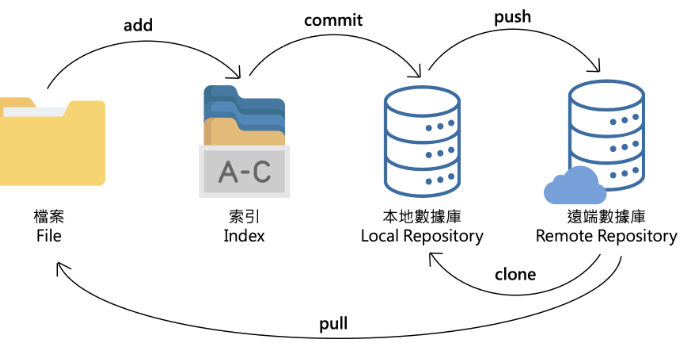 add
commit
push
A-C
檔案
File
索引
Index
本地數據庫
Local Repository
遠端數據庫
Remote Repository
clone
pull